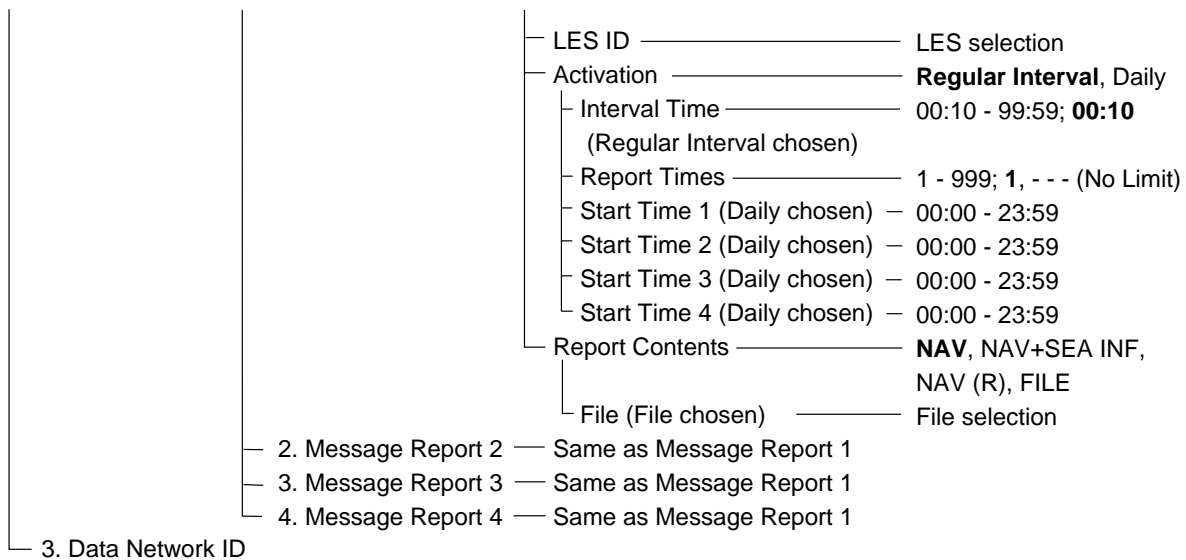 LES ID LES selection
Activation Regular Interval, Daily
Interval Time 00:10 - 99:59; 00:10
(Regular Interval chosen)
Report Times 1 - 999; 1, - - - (No Limit)
Start Time 1 (Daily chosen) 00:00 - 23:59
Start Time 2 (Daily chosen) 00:00 - 23:59
Start Time 3 (Daily chosen) 00:00 - 23:59
Start Time 4 (Daily chosen) 00:00 - 23:59
Report Contents NAV, NAV+SEA INF,
NAV (R), FILE
File (File chosen) File selection
2. Message Report 2 Same as Message Report 1
3. Message Report 3 Same as Message Report 1
4. Message Report 4 Same as Message Report 1
3. Data Network ID